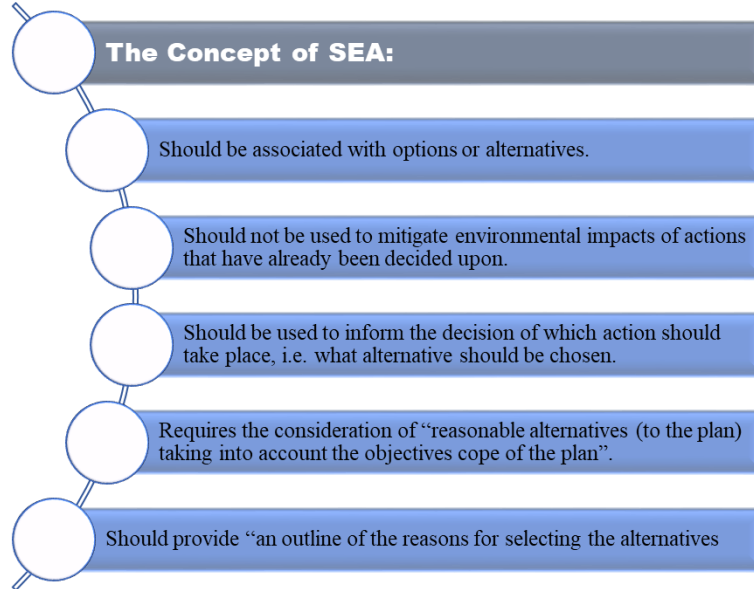 The Concept of SEA:
Should be associated with options or alternatives.
Should not be used to mitigate environmental impacts of actions
that have already been decided upon.
Should be used to inform the decision of which action should
take place, i.e. what alternative should be chosen.
Requires the consideration of “reasonable alternatives (to the plan)
taking into account the objectives cope of the plan”.
Should provide “an outline of the reasons for selecting the alternatives